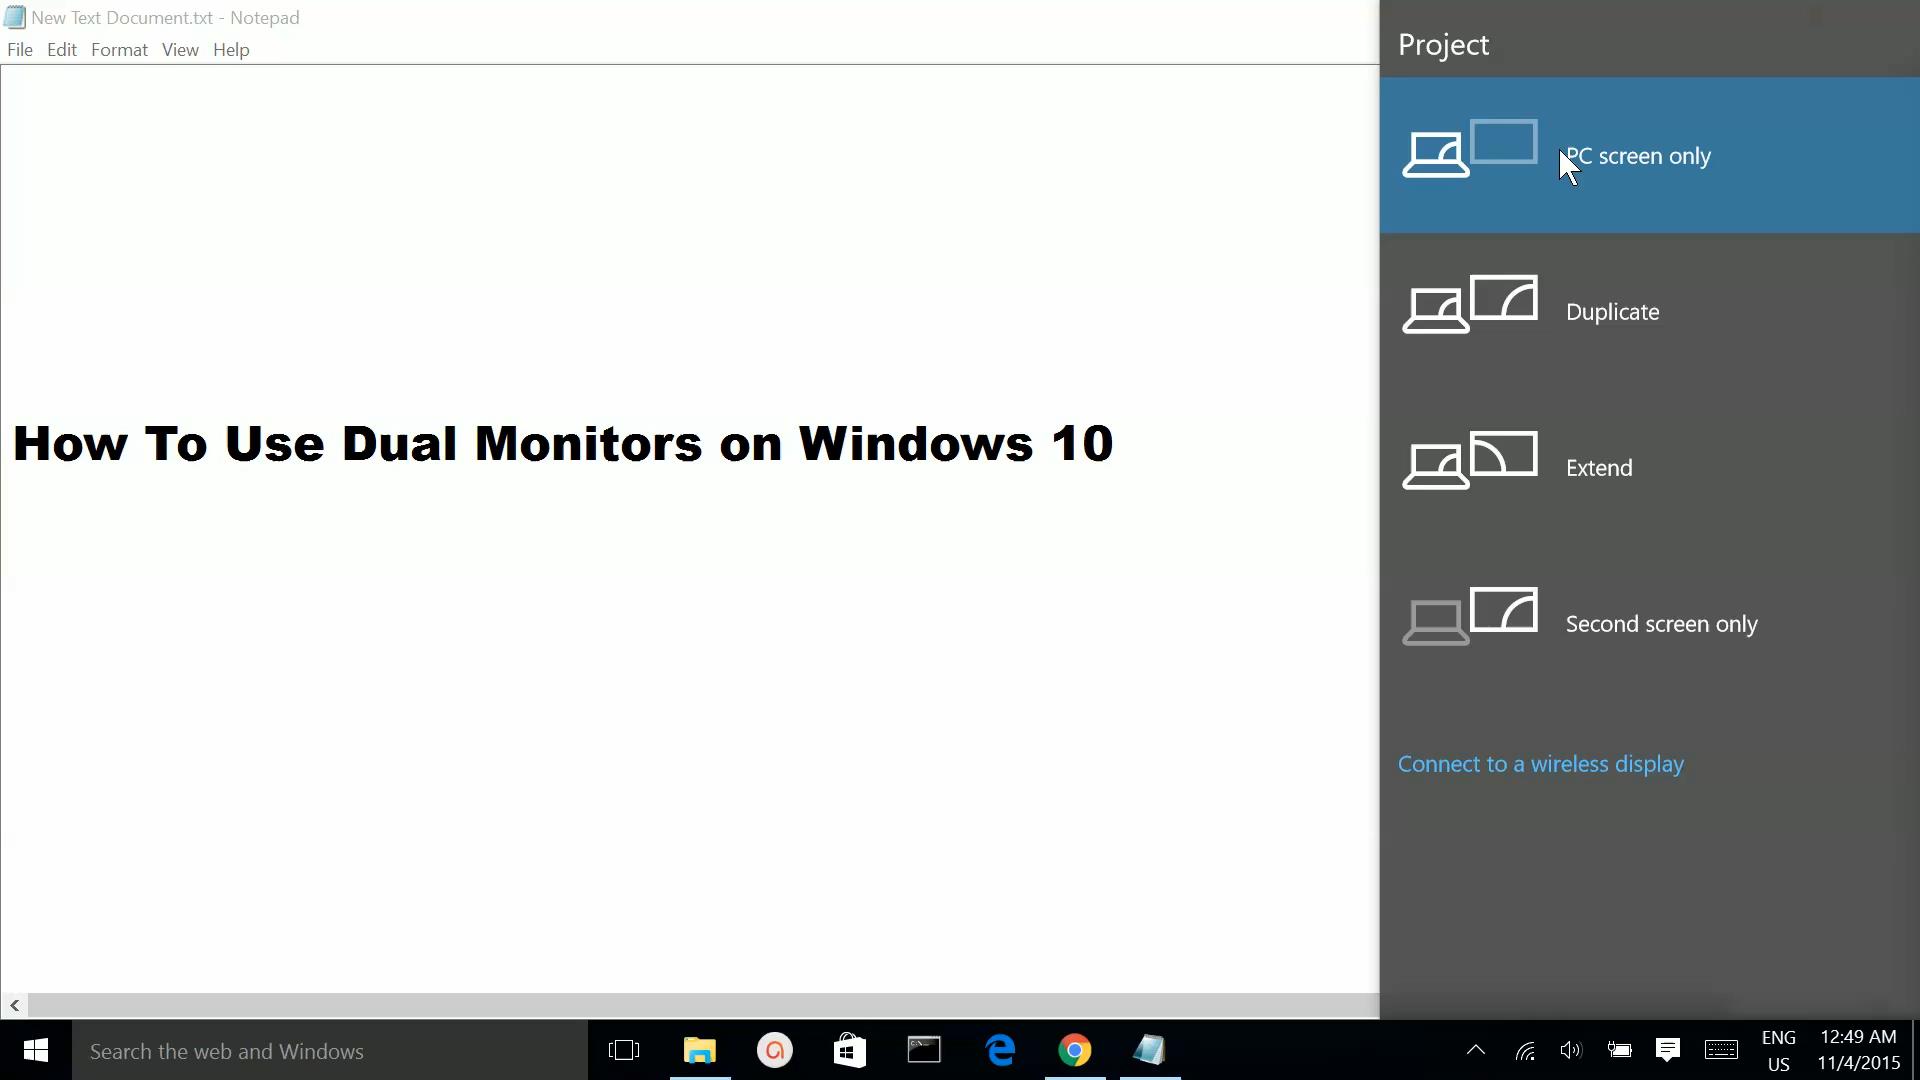 New Text Document.txt - Notepad
File Edit Format View Help
How To Use Dual Monitors on Windows 10
Project
PC screen only
Duplicate
Extend
Second screen only
Connect to a wireless display
Search the web and Windows
ENG
US
12:49 AM
11/4/2015